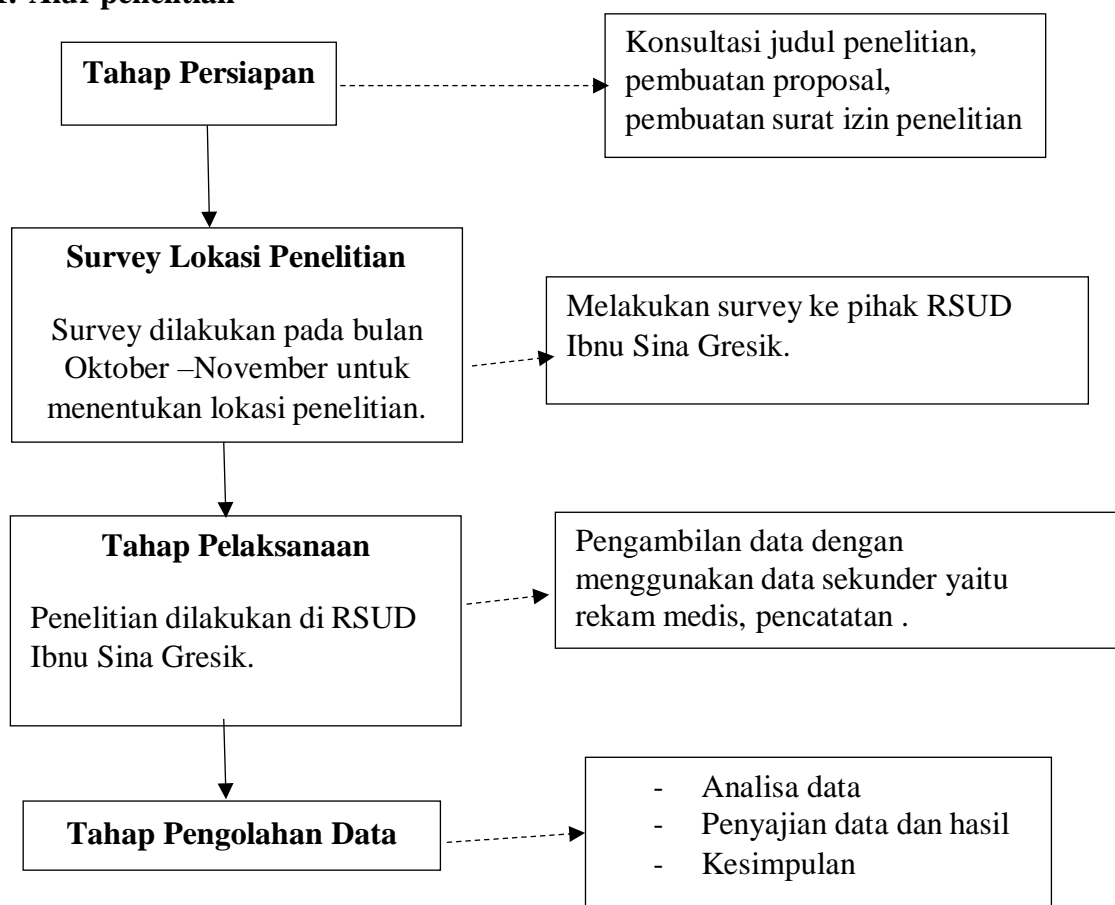 Alur penelitian
Tahap Persiapan
Konsultasi judul penelitian,
pembuatan proposal,
pembuatan surat izin penelitian
Survey Lokasi Penelitian
Survey dilakukan pada bulan
Oktober –November untuk
menentukan lokasi penelitian.
Melakukan survey ke pihak RSUD
Ibnu Sina Gresik.
Tahap Pelaksanaan
Penelitian dilakukan di RSUD
Ibnu Sina Gresik.
Pengambilan data dengan
menggunakan data sekunder yaitu
rekam medis, pencatatan .
Tahap Pengolahan Data
- Analisa data
- Penyajian data dan hasil
- Kesimpulan